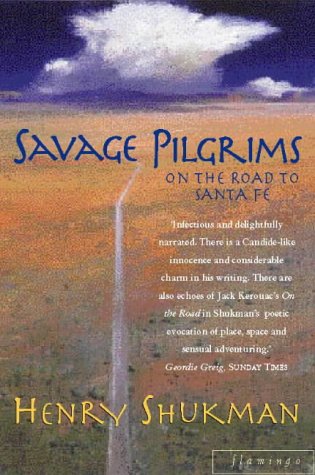 SAVAGE PILGRIMS
ON THE ROAD TO
SANTA FE
'Infectious and delightfully
narrated. There is a Candide-like
innocence and considerable
charm in his writing. There are
also echoes of Jack Kerouac's On
the Road in Shukman's poetic
evocation of place, space and
sensual adventuring.'
Geordie Greig, SUNDAY TIMES
HENRY SHUKMAN
flamingo